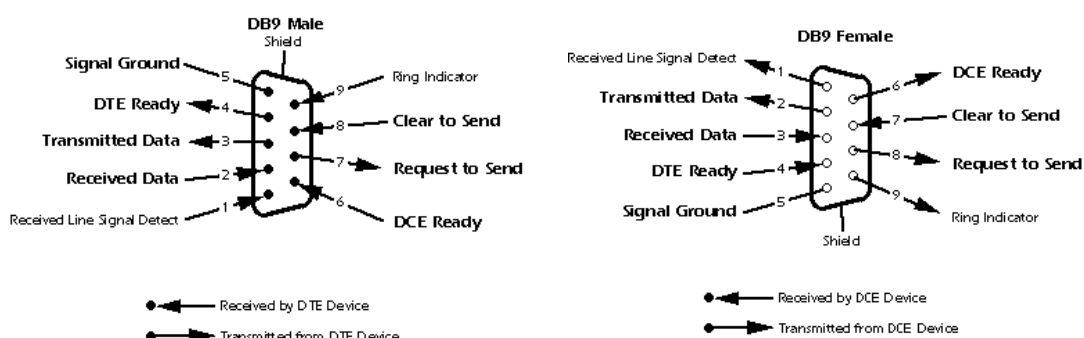 DB9 Male
Shield
Signal Ground
5
9
Ring Indicator
DTE Ready
4
8
Clear to Send
Transmitted Data
3
7
Request to Send
Received Data
2
6
DCE Ready
Received Line Signal Detect
1
Received by DTE Device
Transmitted from DTE Device
DB9 Female
Received Line Signal Detect
1
6
DCE Ready
Transmitted Data
2
7
Clear to Send
Received Data
3
8
Request to Send
DTE Ready
4
9
Ring Indicator
Signal Ground
5
Shield
Received by DCE Device
Transmitted from DCE Device